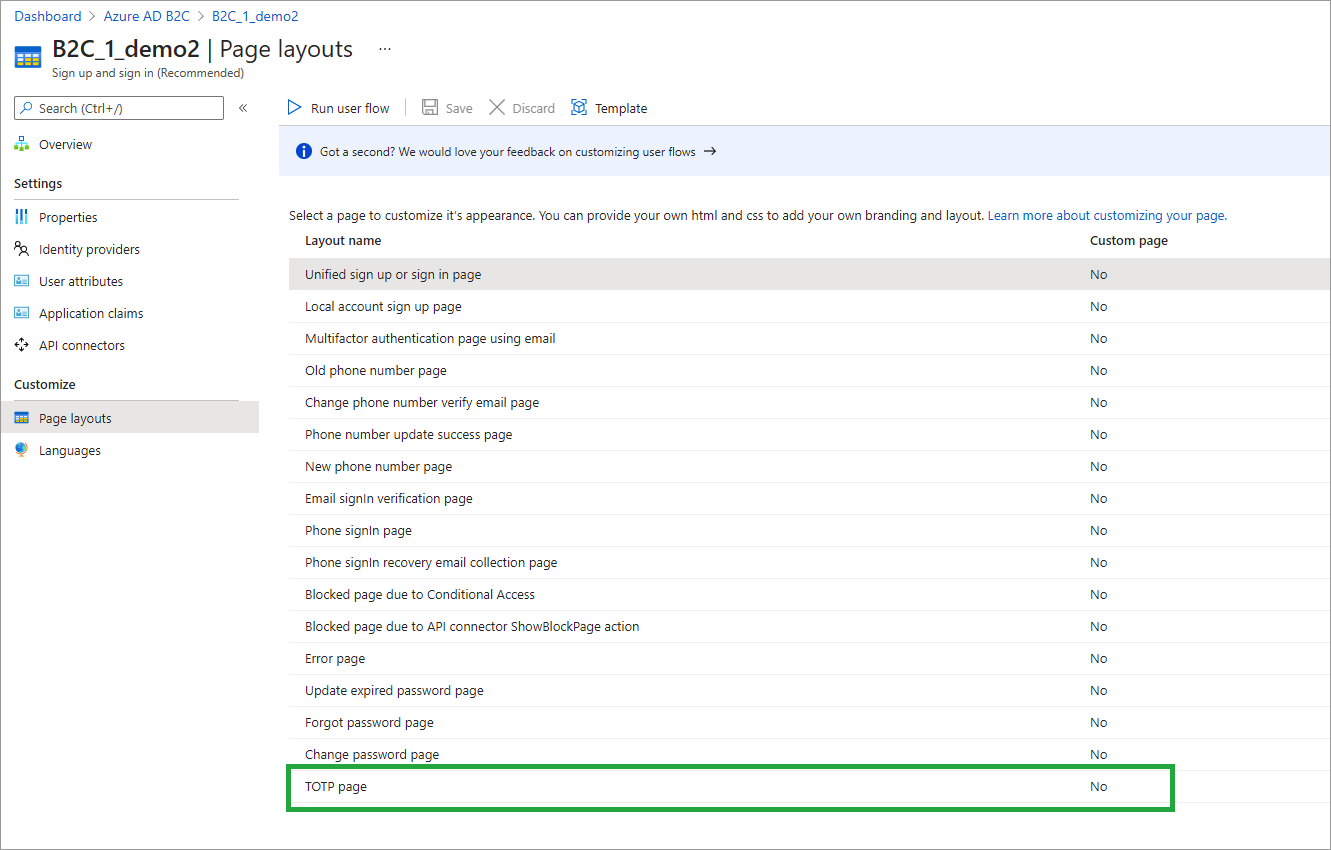 Dashboard > Azure AD B2C > B2C_1_demo2
B2C_1_demo2 | Page layouts ...
Sign up and sign in (Recommended)
Search (Ctrl+/) «
Run user flow Save Discard Template
Overview
Got a second? We would love your feedback on customizing user flows →
Settings
Properties
Identity providers
User attributes
Application claims
API connectors
Customize
Page layouts
Languages
Select a page to customize it's appearance. You can provide your own html and css to add your own branding and layout. Learn more about customizing your page.
Layout name Custom page
Unified sign up or sign in page No
Local account sign up page No
Multifactor authentication page using email No
Old phone number page No
Change phone number verify email page No
Phone number update success page No
New phone number page No
Email signIn verification page No
Phone signIn page No
Phone signIn recovery email collection page No
Blocked page due to Conditional Access No
Blocked page due to API connector ShowBlockPage action No
Error page No
Update expired password page No
Forgot password page No
Change password page No
TOTP page No